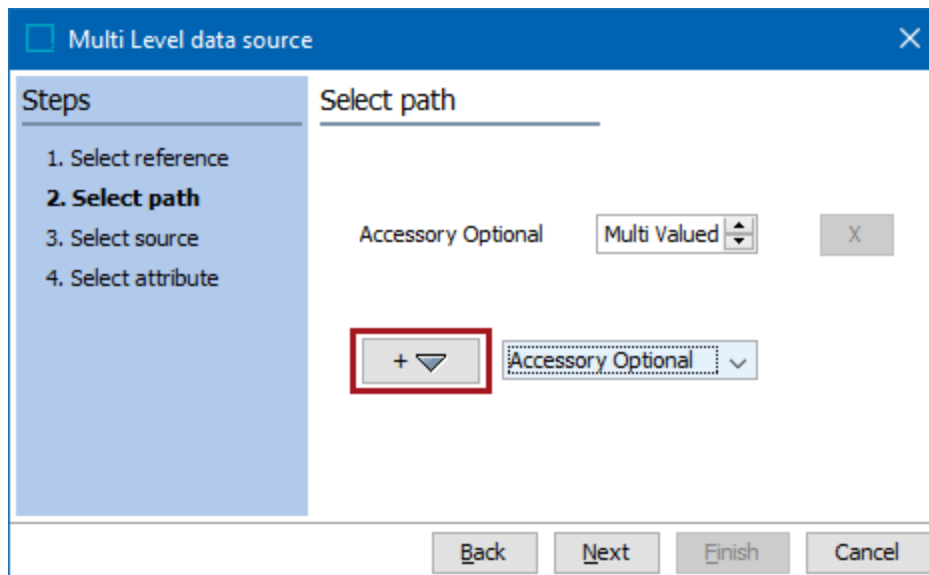 Multi Level data source
Steps
1. Select reference
2. Select path
3. Select source
4. Select attribute
Select path
Accessory Optional Multi Valued X
+ Accessory Optional
Back Next Finish Cancel